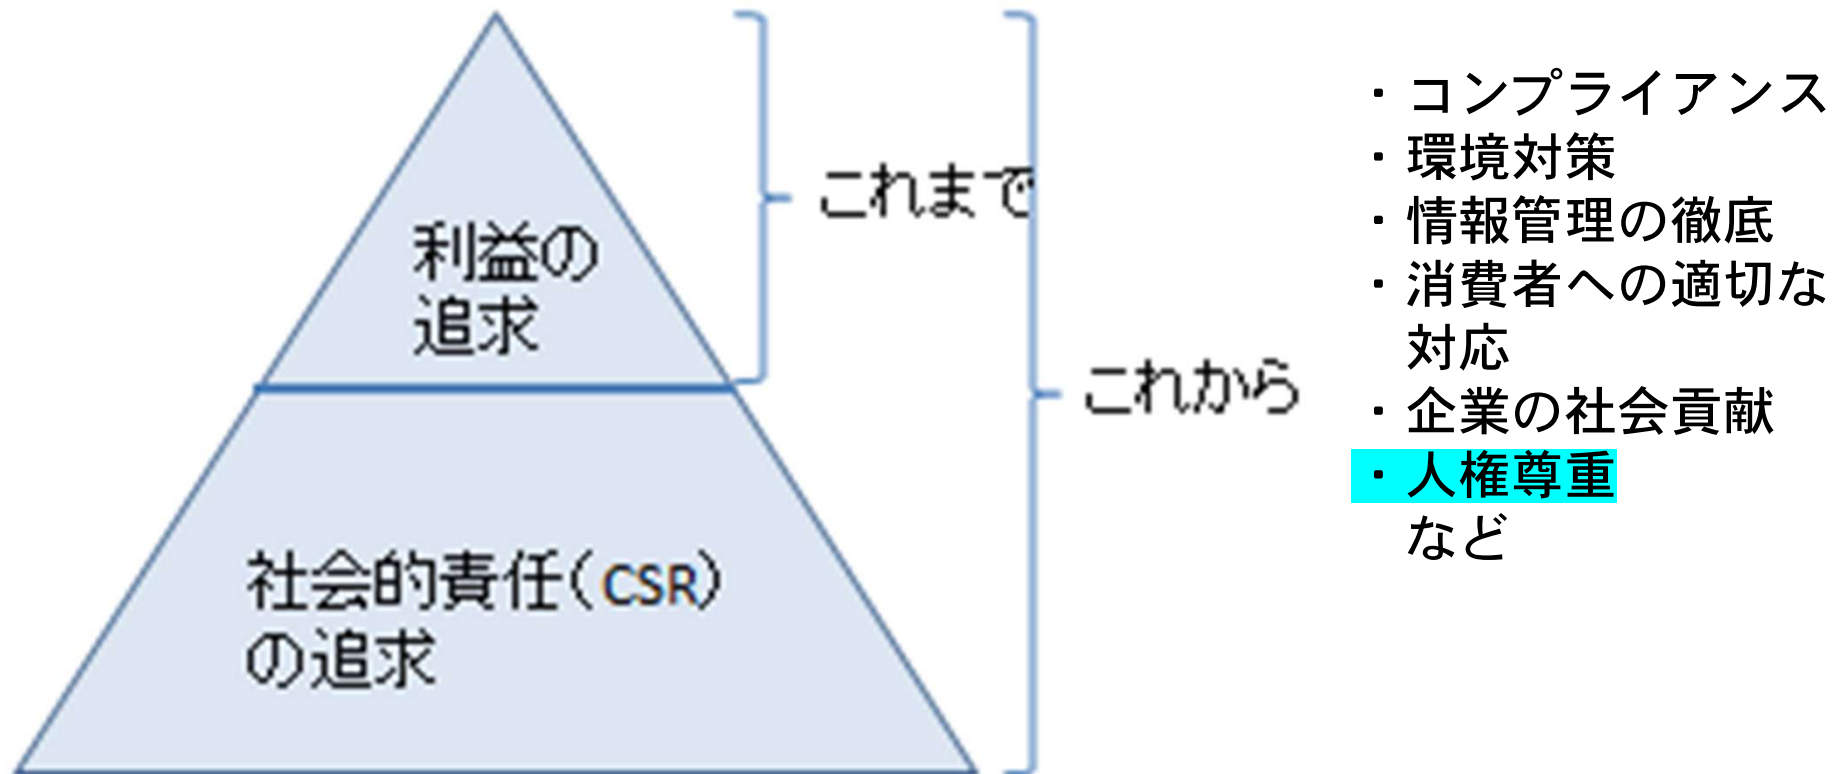 利益の
追求
社会的責任（CSR）
の追求
これまで
これから
・コンプライアンス
・環境対策
・情報管理の徹底
・消費者への適切な
対応
・企業の社会貢献
・人権尊重
など